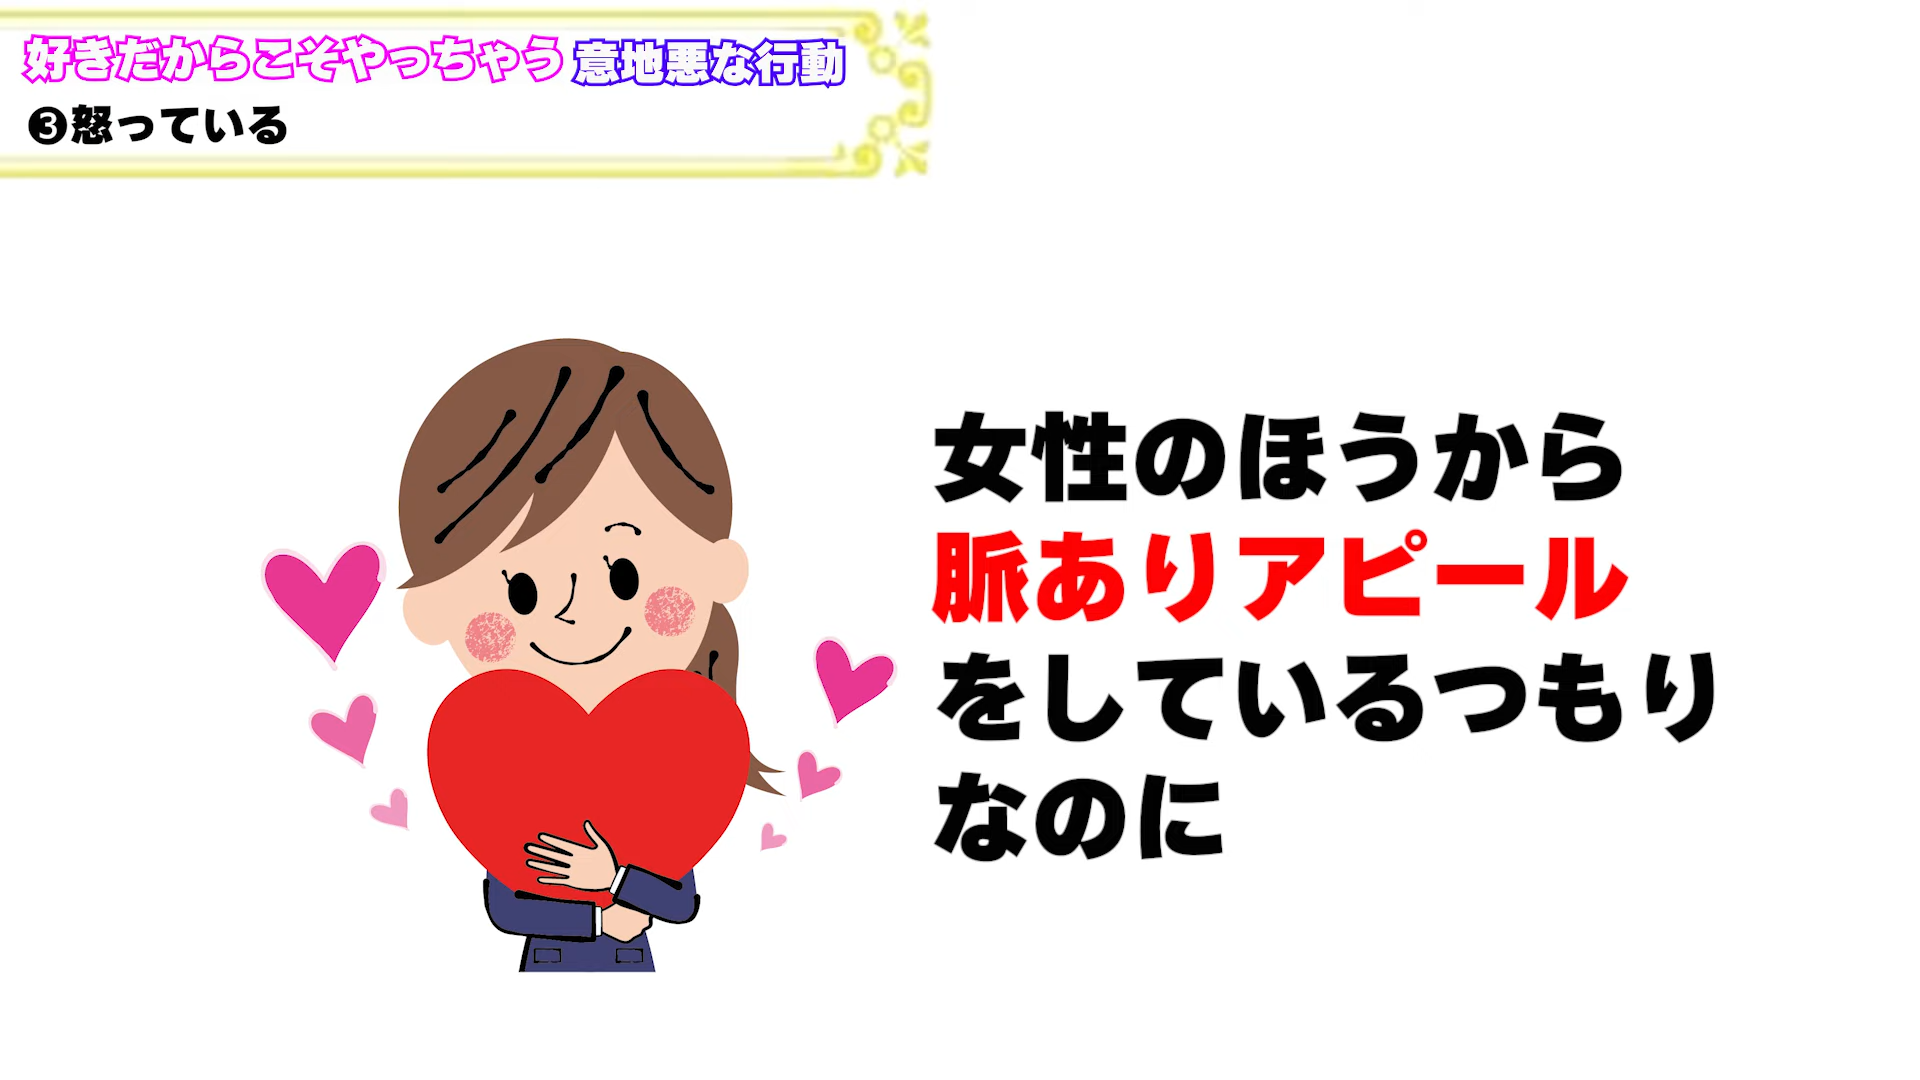 好きだからこそやっちゃう 意地悪な行動
❸怒っている
女性のほうから
脈ありアピール
をしているつもり
なのに